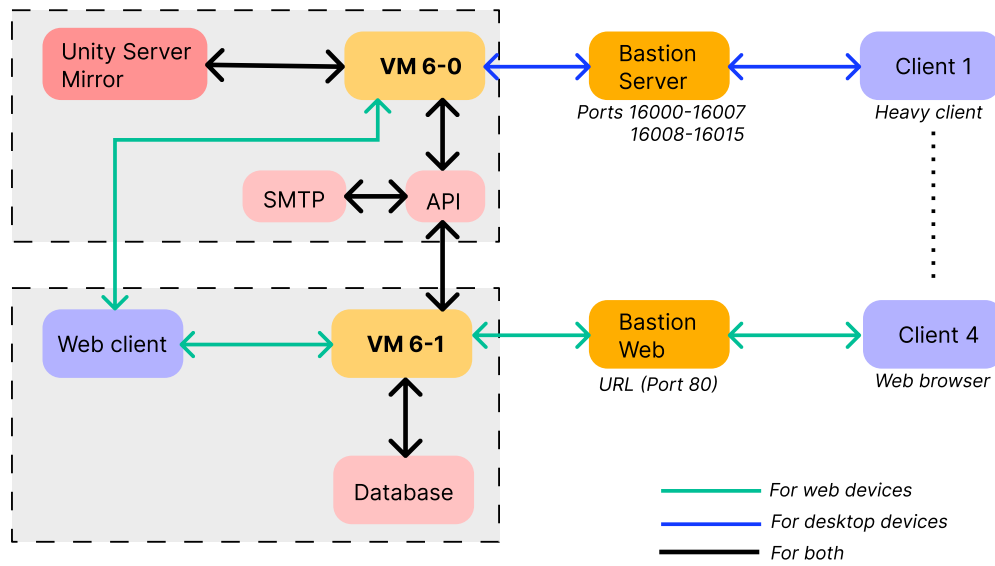 Unity Server
Mirror
VM 6-0
Bastion
Server
Client 1
Ports 16000-16007
16008-16015
Heavy client
SMTP
API
Web client
VM 6-1
Bastion
Web
Client 4
URL (Port 80)
Web browser
Database
For web devices
For desktop devices
For both